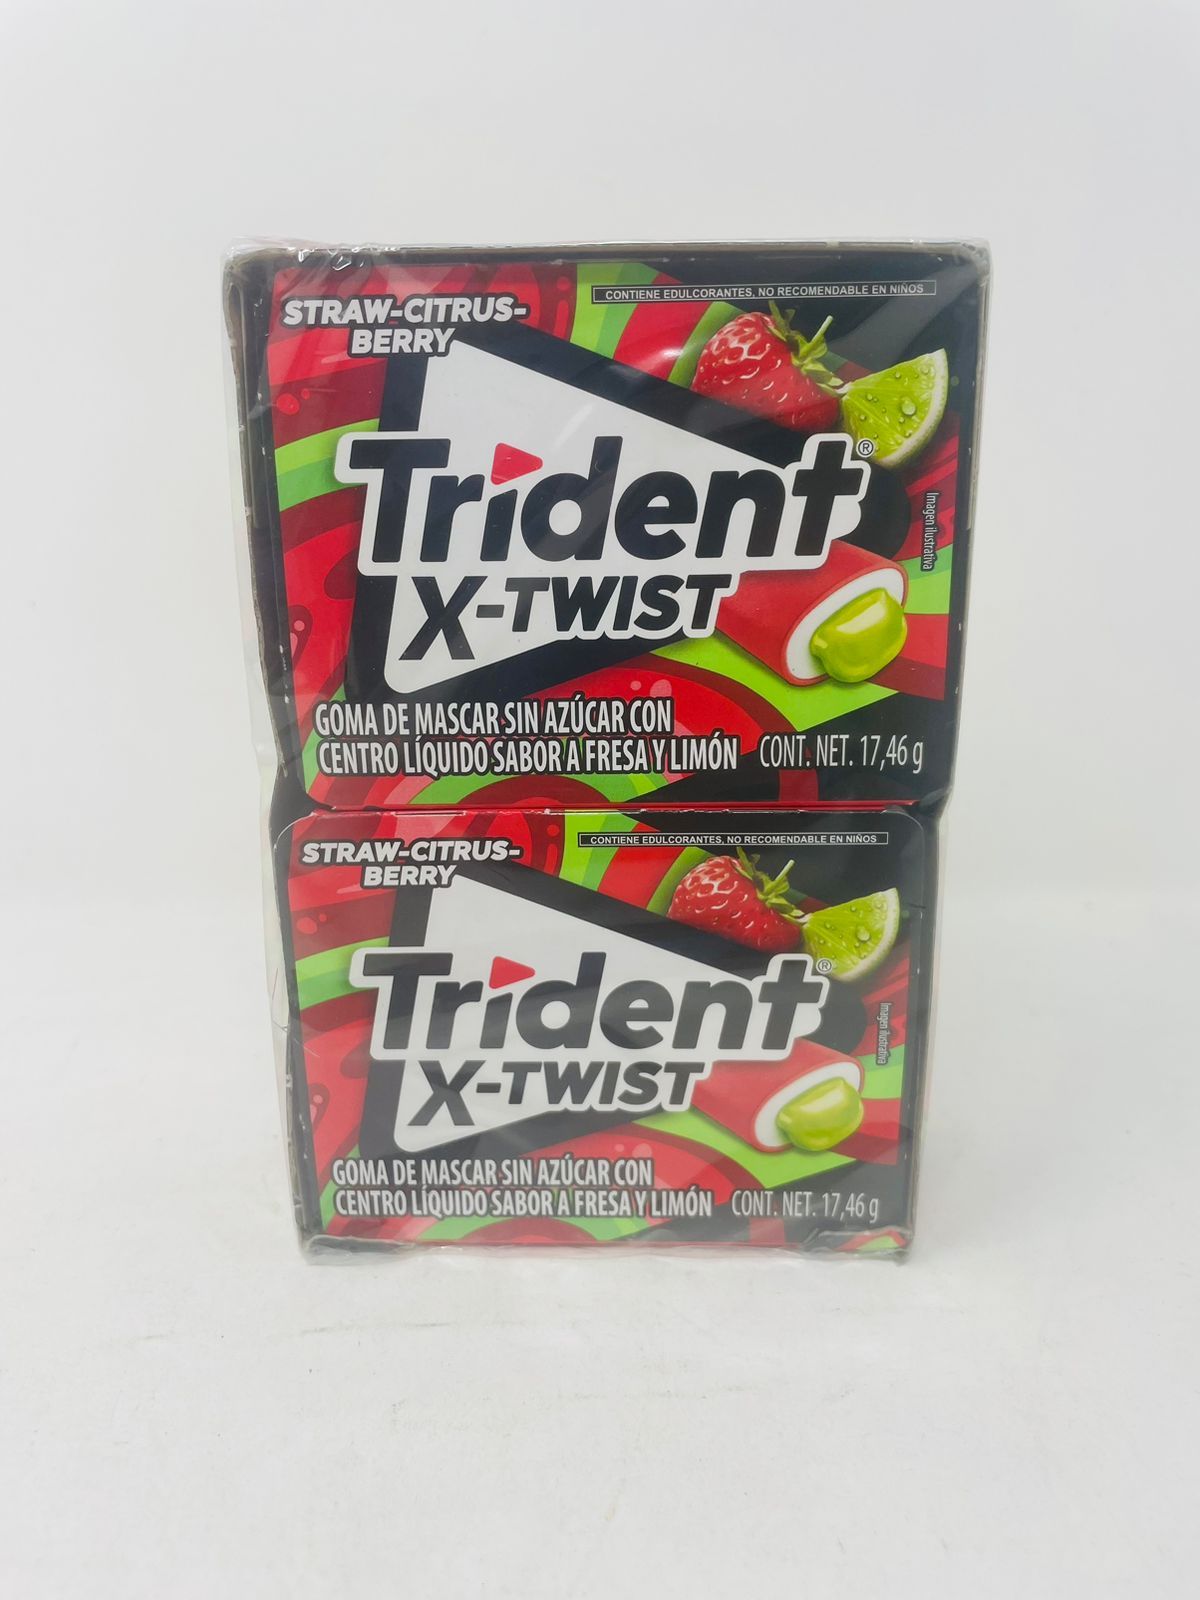 STRAW-CITRUS-
BERRY
CONTIENE EDULCORANTES, NO RECOMENDABLE EN NIÑOS
Trident®
X-TWIST
Imagen ilustrativa
GOMA DE MASCAR SIN AZÚCAR CON
CENTRO LÍQUIDO SABOR A FRESA Y LIMÓN CONT. NET. 17,46 g
STRAW-CITRUS-
BERRY
CONTIENE EDULCORANTES, NO RECOMENDABLE EN NIÑOS
Trident®
X-TWIST
Imagen ilustrativa
GOMA DE MASCAR SIN AZÚCAR CON
CENTRO LÍQUIDO SABOR A FRESA Y LIMÓN CONT. NET. 17,46 g